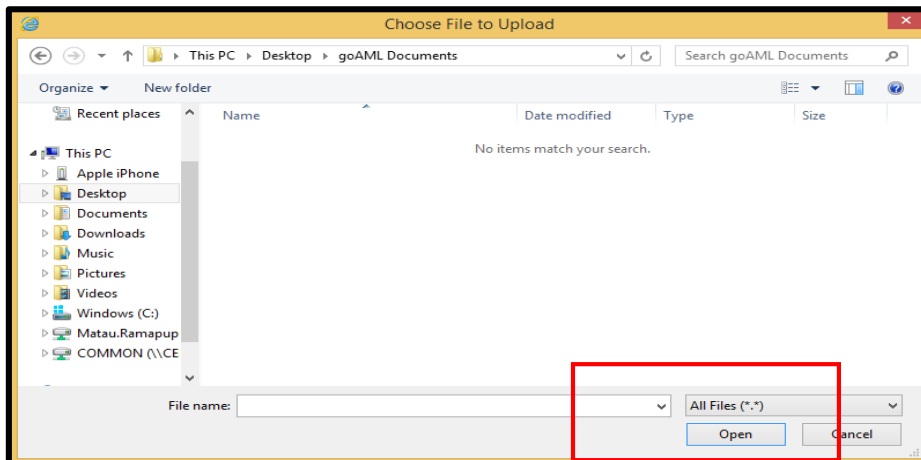 Choose File to Upload
This PC Desktop goAML Documents Search goAML Documents
Organize New folder
Recent places Name Date modified Type Size
This PC No items match your search.
Apple iPhone
Desktop
Documents
Downloads
Music
Pictures
Videos
Windows (C:)
Matau.Ramapup
COMMON (\\CE
File name: All Files (*.*)
Open Cancel